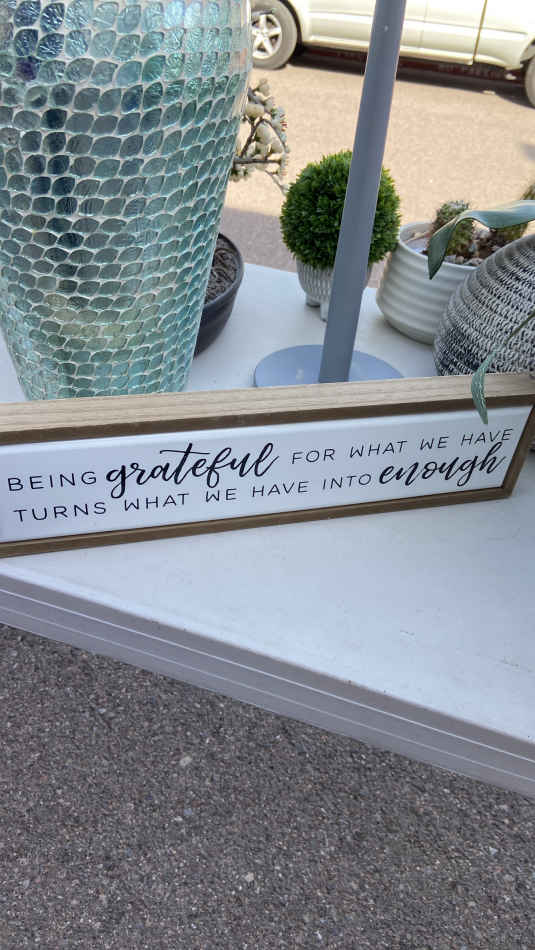 BEING grateful FOR WHAT WE HAVE
TURNS WHAT WE HAVE INTO enough